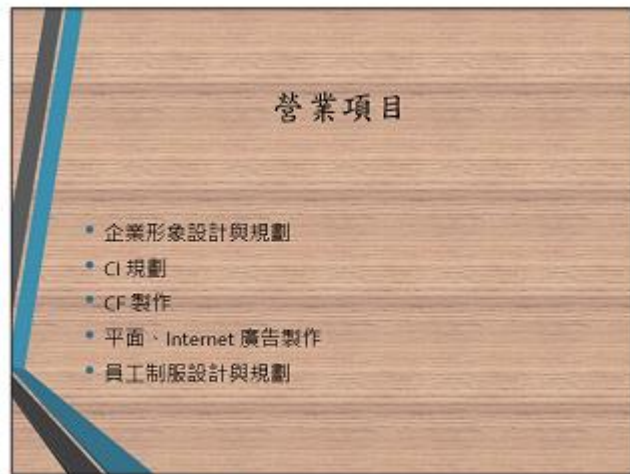 營業項目
• 企業形象設計與規劃
• CI 規劃
• CF 製作
• 平面、Internet 廣告製作
• 員工制服設計與規劃